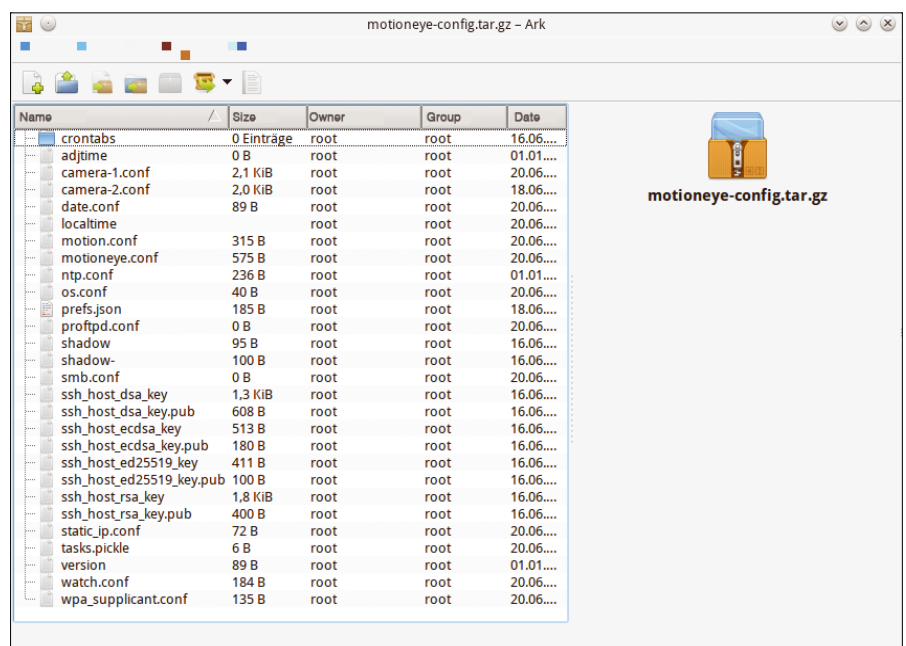 motioneye-config.tar.gz – Ark
Name Size Owner Group Date
crontabs 0 Einträge root root 16.06....
adjtime 0 B root root 01.01....
camera-1.conf 2,1 KiB root root 20.06....
camera-2.conf 2,0 KiB root root 18.06....
date.conf 89 B root root 20.06....
localtime root root 20.06....
motion.conf 315 B root root 20.06....
motioneye.conf 575 B root root 20.06....
ntp.conf 236 B root root 01.01....
os.conf 40 B root root 20.06....
prefs.json 185 B root root 18.06....
proftpd.conf 0 B root root 20.06....
shadow 95 B root root 16.06....
shadow- 100 B root root 16.06....
smb.conf 0 B root root 20.06....
ssh_host_dsa_key 1,3 KiB root root 16.06....
ssh_host_dsa_key.pub 608 B root root 16.06....
ssh_host_ecdsa_key 513 B root root 16.06....
ssh_host_ecdsa_key.pub 180 B root root 16.06....
ssh_host_ed25519_key 411 B root root 16.06....
ssh_host_ed25519_key.pub 100 B root root 16.06....
ssh_host_rsa_key 1,8 KiB root root 16.06....
ssh_host_rsa_key.pub 400 B root root 16.06....
static_ip.conf 72 B root root 20.06....
tasks.pickle 6 B root root 20.06....
version 89 B root root 01.01....
watch.conf 184 B root root 20.06....
wpa_supplicant.conf 135 B root root 20.06....
motioneye-config.tar.gz